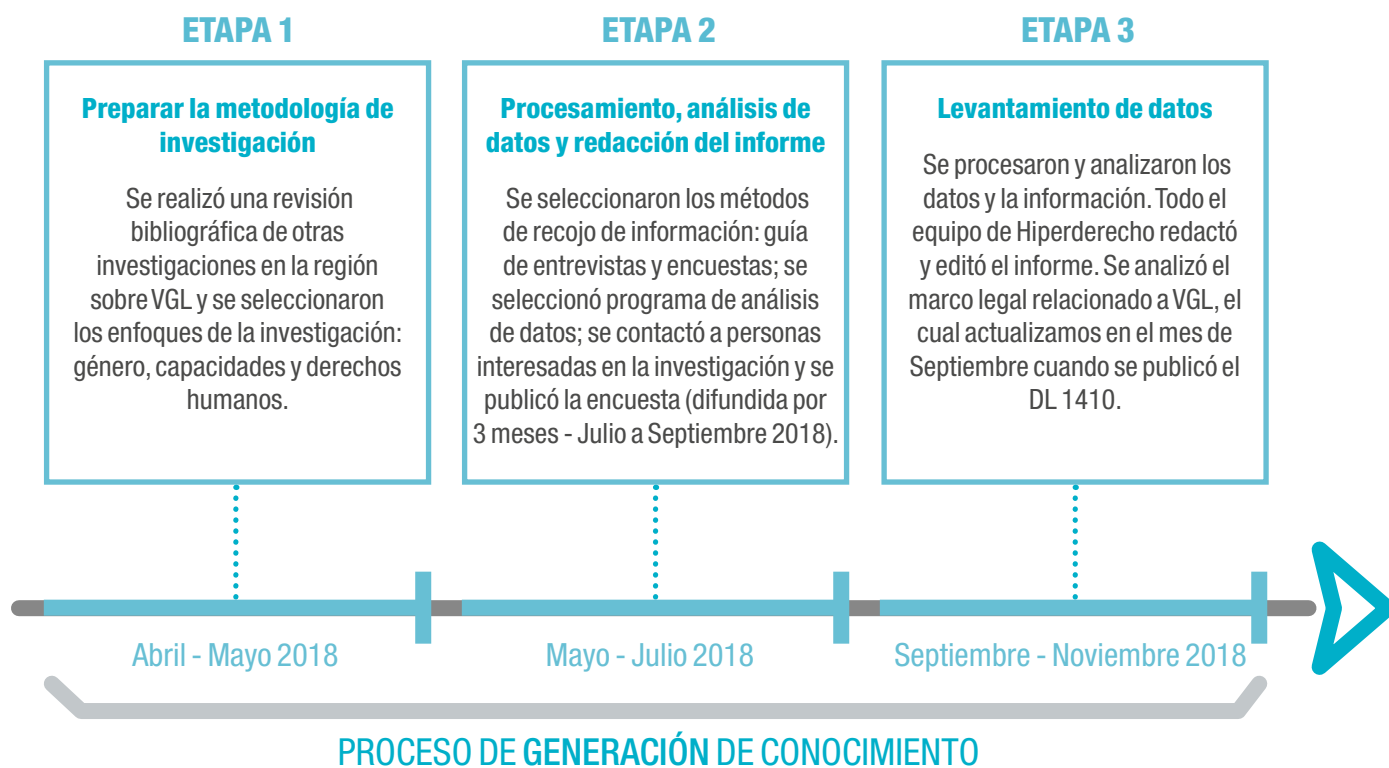 ETAPA 1
Preparar la metodología de
investigación
Se realizó una revisión
bibliográfica de otras
investigaciones en la región
sobre VGL y se seleccionaron
los enfoques de la investigación:
género, capacidades y derechos
humanos.
Abril - Mayo 2018
ETAPA 2
Procesamiento, análisis de
datos y redacción del informe
Se seleccionaron los métodos
de recojo de información: guía
de entrevistas y encuestas; se
seleccionó programa de análisis
de datos; se contactó a personas
interesadas en la investigación y se
publicó la encuesta (difundida por
3 meses - Julio a Septiembre 2018).
Mayo - Julio 2018
ETAPA 3
Levantamiento de datos
Se procesaron y analizaron los
datos y la información. Todo el
equipo de Hiperderecho redactó
y editó el informe. Se analizó el
marco legal relacionado a VGL, el
cual actualizamos en el mes de
Septiembre cuando se publicó el
DL 1410.
Septiembre - Noviembre 2018
PROCESO DE GENERACIÓN DE CONOCIMIENTO